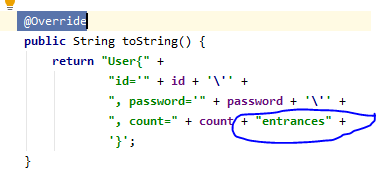 @Override
public String toString() {
return "User{" +
"id='" + id + '\'' +
", password='" + password + '\'' +
", count=" + count + "entrances" +
'}';
}